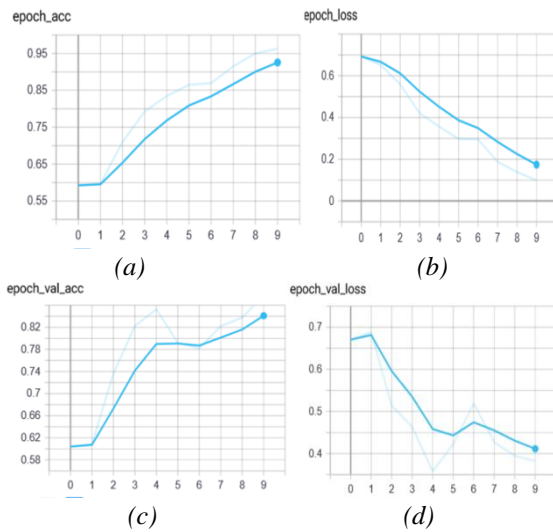 epoch_acc
0.95
0.85
0.75
0.65
0.55
0 1 2 3 4 5 6 7 8 9
(a)
epoch_loss
0.6
0.4
0.2
0
0 1 2 3 4 5 6 7 8 9
(b)
epoch_val_acc
0.82
0.78
0.74
0.7
0.66
0.62
0.58
0 1 2 3 4 5 6 7 8 9
(c)
epoch_val_loss
0.7
0.6
0.5
0.4
0 1 2 3 4 5 6 7 8 9
(d)